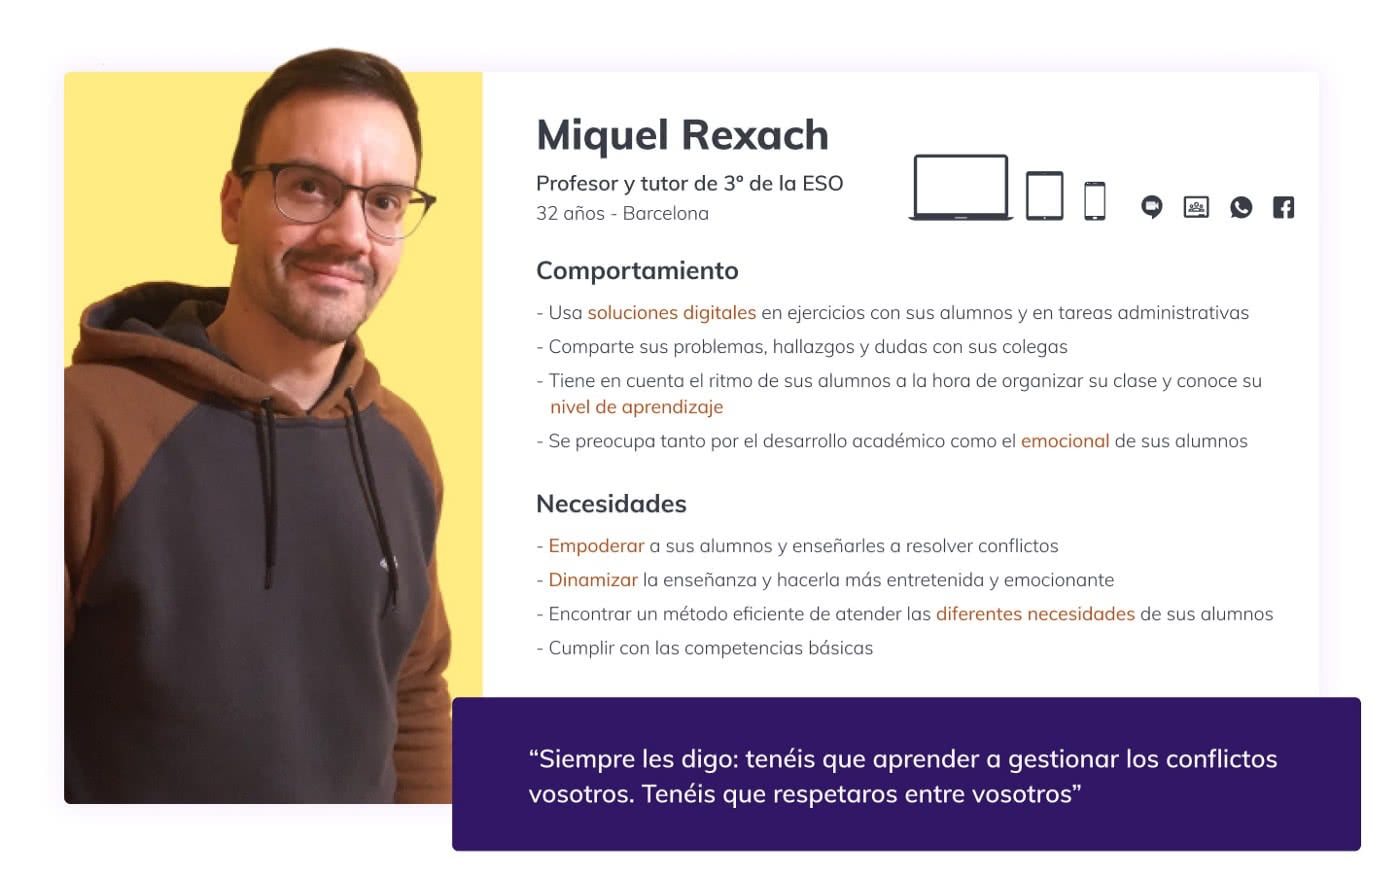 Miquel Rexach
Profesor y tutor de 3º de la ESO
32 años - Barcelona
Comportamiento
- Usa soluciones digitales en ejercicios con sus alumnos y en tareas administrativas
- Comparte sus problemas, hallazgos y dudas con sus colegas
- Tiene en cuenta el ritmo de sus alumnos a la hora de organizar su clase y conoce su
nivel de aprendizaje
- Se preocupa tanto por el desarrollo académico como el emocional de sus alumnos
Necesidades
- Empoderar a sus alumnos y enseñarles a resolver conflictos
- Dinamizar la enseñanza y hacerla más entretenida y emocionante
- Encontrar un método eficiente de atender las diferentes necesidades de sus alumnos
- Cumplir con las competencias básicas
“Siempre les digo: tenéis que aprender a gestionar los conflictos
vosotros. Tenéis que respetaros entre vosotros”